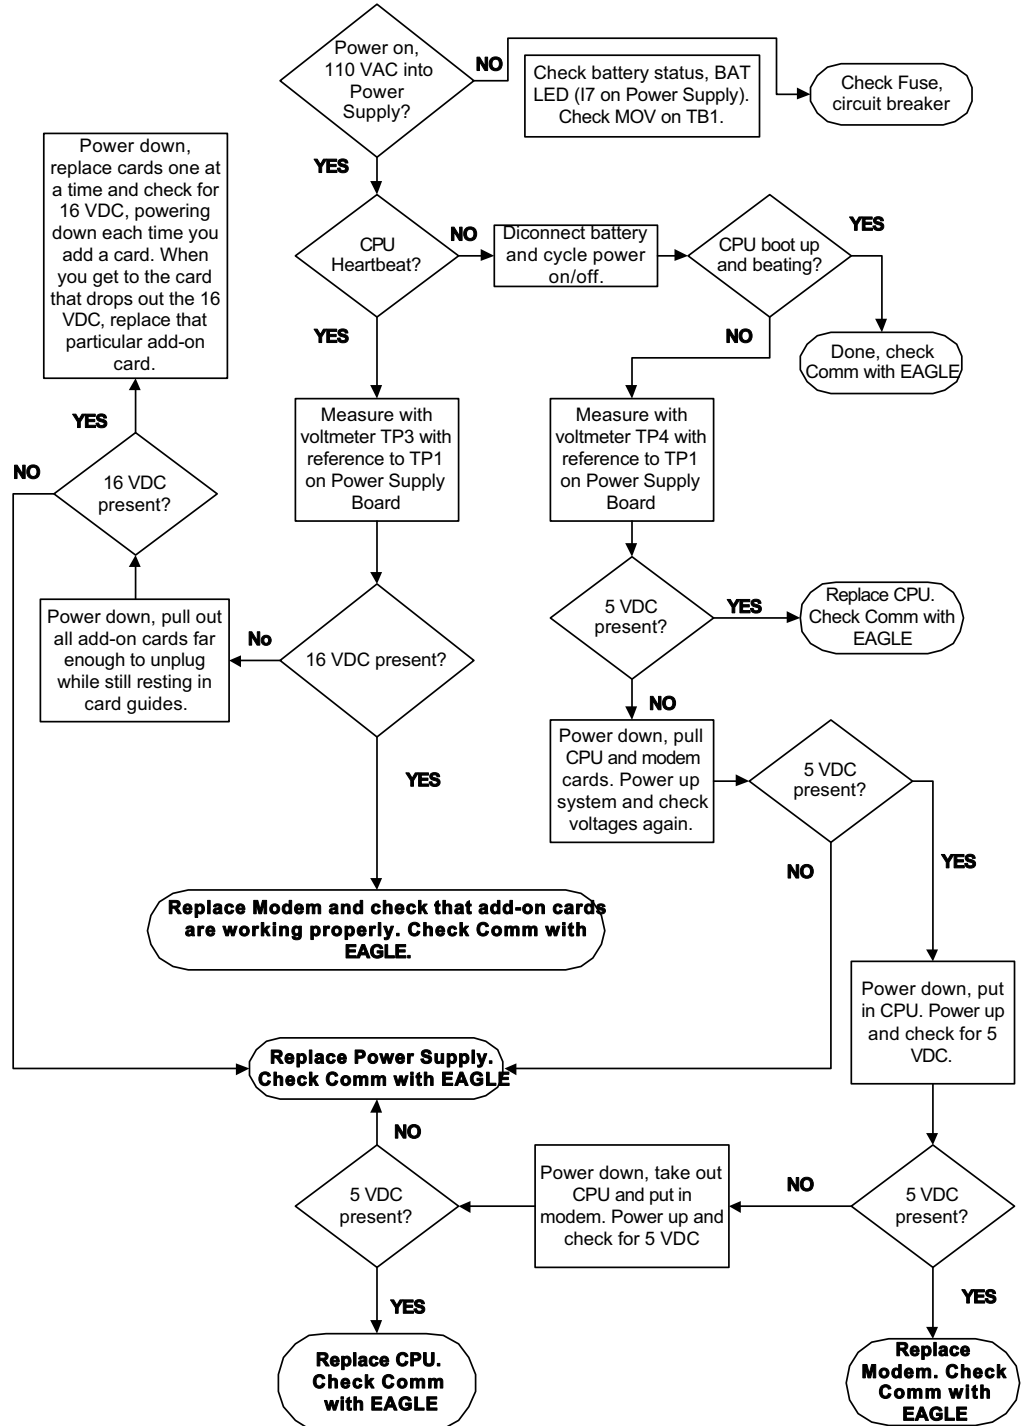 Power on,
110 VAC into
Power
Supply?
NO
Check battery status, BAT
LED (I7 on Power Supply).
Check MOV on TB1.
Check Fuse,
circuit breaker
YES
Power down,
replace cards one at
a time and check for
16 VDC, powering
down each time you
add a card. When
you get to the card
that drops out the 16
VDC, replace that
particular add-on
card.
CPU
Heartbeat?
NO
Diconnect battery
and cycle power
on/off.
CPU boot up
and beating?
YES
YES
NO
Done, check
Comm with EAGLE
YES
NO
16 VDC
present?
Measure with
voltmeter TP3 with
reference to TP1
on Power Supply
Board
Measure with
voltmeter TP4 with
reference to TP1
on Power Supply
Board
5 VDC
present?
YES
Replace CPU.
Check Comm with
EAGLE
Power down, pull out
all add-on cards far
enough to unplug
while still resting in
card guides.
No
16 VDC present?
NO
YES
Power down, pull
CPU and modem
cards. Power up
system and check
voltages again.
5 VDC
present?
NO
YES
Replace Modem and check that add-on cards
are working properly. Check Comm with
EAGLE.
Power down, put
in CPU. Power up
and check for 5
VDC.
Replace Power Supply.
Check Comm with EAGLE
NO
5 VDC
present?
Power down, take out
CPU and put in
modem. Power up and
check for 5 VDC
NO
5 VDC
present?
YES
YES
Replace CPU.
Check Comm
with EAGLE
Replace
Modem. Check
Comm with
EAGLE